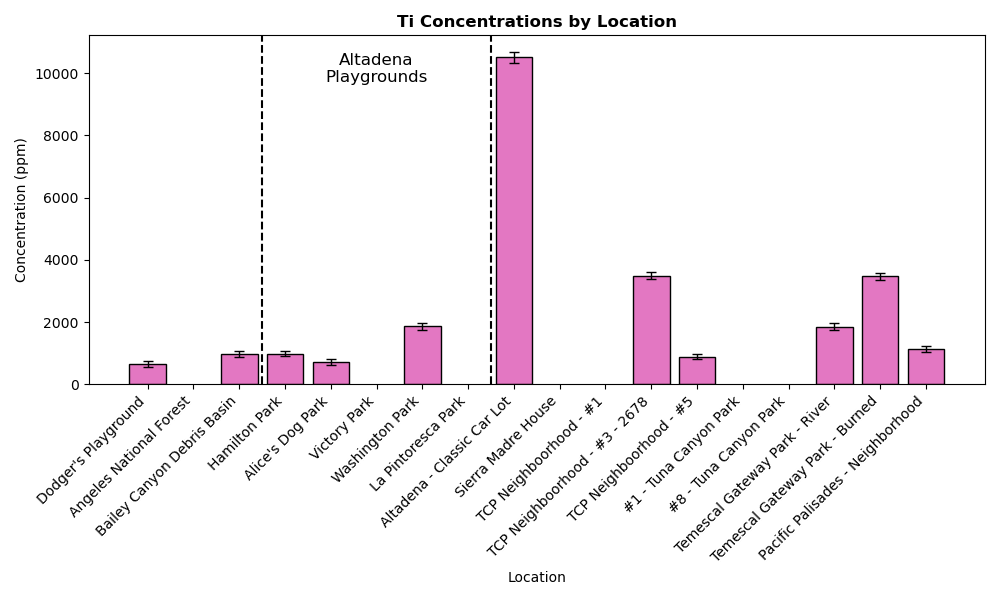 Ti Concentrations by Location
Altadena
Playgrounds
Concentration (ppm)
10000
8000
6000
4000
2000
0
Dodger's Playground
Angeles National Forest
Bailey Canyon Debris Basin
Hamilton Park
Alice's Dog Park
Victory Park
Washington Park
La Pintoresca Park
Altadena - Classic Car Lot
Sierra Madre House
TCP Neighboorhood - #1
TCP Neighboorhood - #3 - 2678
TCP Neighboorhood - #5
#1 - Tuna Canyon Park
#8 - Tuna Canyon Park
Temescal Gateway Park - River
Temescal Gateway Park - Burned
Pacific Palisades - Neighborhood
Location